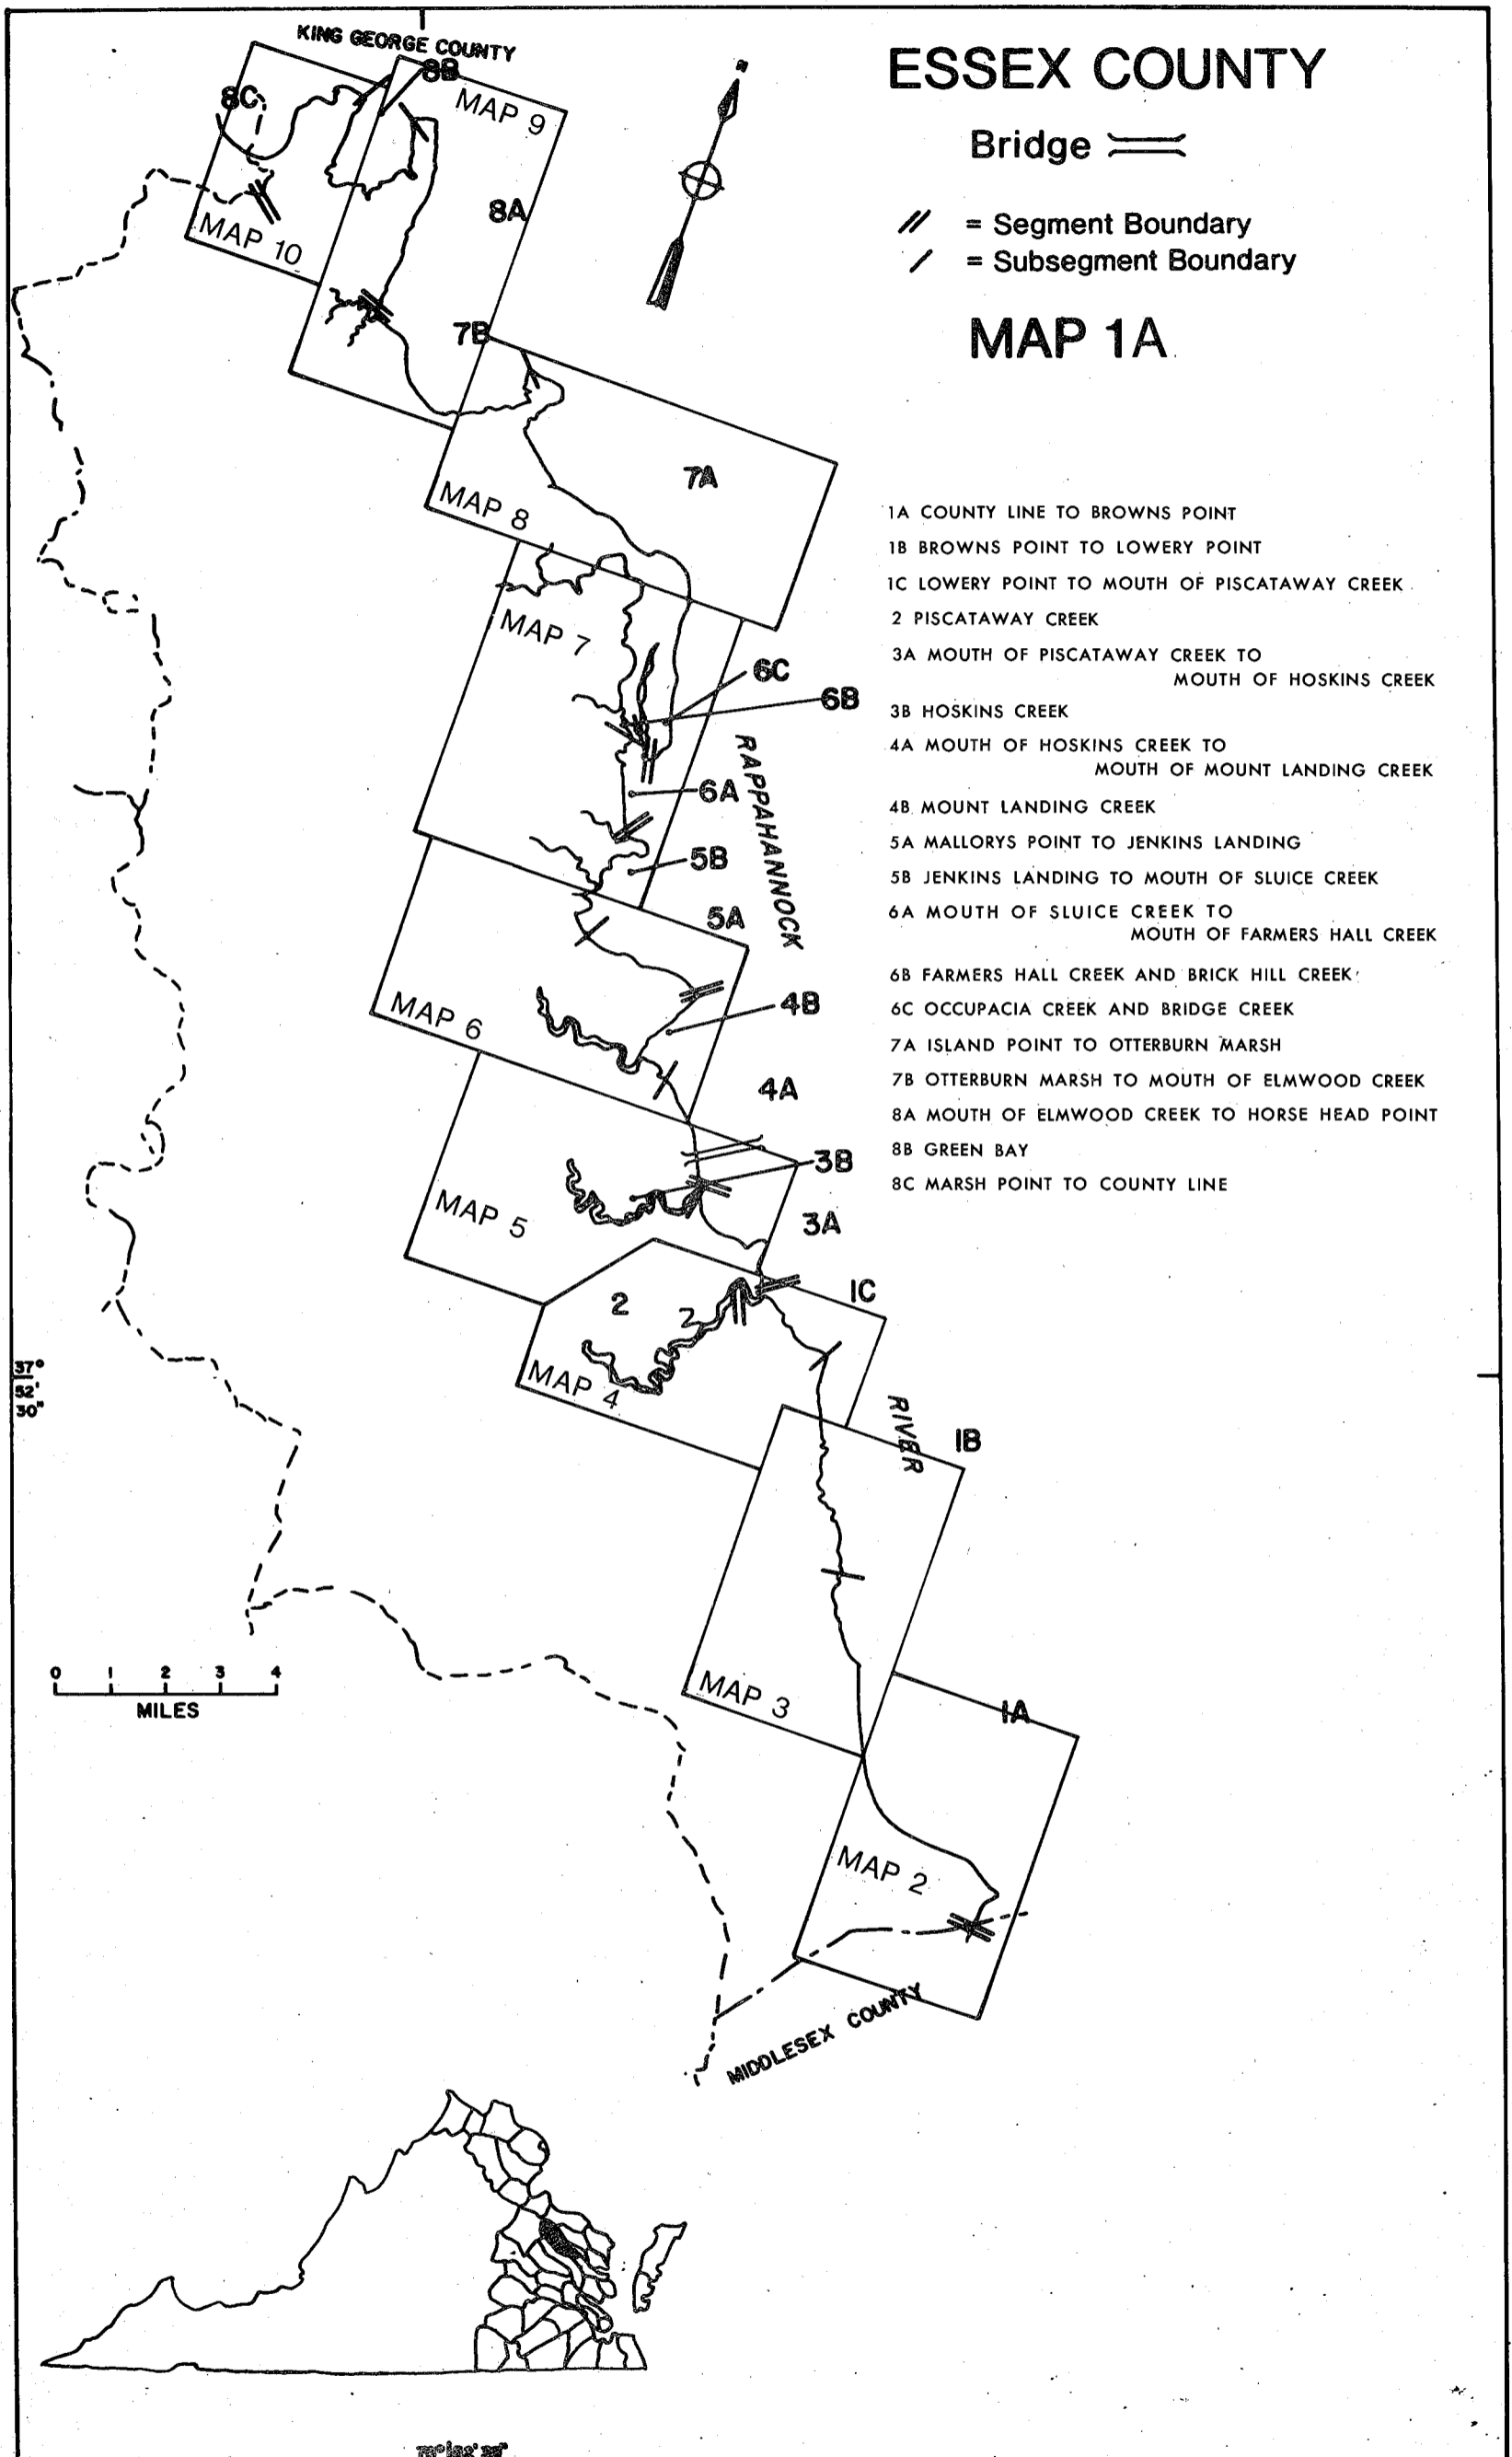 ESSEX COUNTY
Bridge
// = Segment Boundary
/ = Subsegment Boundary
MAP 1A
KING GEORGE COUNTY
8B
8C
MAP 9
N
8A
MAP 10
7B
7A
MAP 8
MAP 7
6C
6B
RAPPAHANNOCK
6A
5B
5A
4B
MAP 6
4A
3B
MAP 5
3A
1C
2
MAP 4
37°
52'
30"
RIVER
1B
0 1 2 3 4
MILES
MAP 3
1A
MAP 2
MIDDLESEX COUNTY
1A COUNTY LINE TO BROWNS POINT
1B BROWNS POINT TO LOWERY POINT
1C LOWERY POINT TO MOUTH OF PISCATAWAY CREEK
2 PISCATAWAY CREEK
3A MOUTH OF PISCATAWAY CREEK TO
MOUTH OF HOSKINS CREEK
3B HOSKINS CREEK
4A MOUTH OF HOSKINS CREEK TO
MOUTH OF MOUNT LANDING CREEK
4B MOUNT LANDING CREEK
5A MALLORYS POINT TO JENKINS LANDING
5B JENKINS LANDING TO MOUTH OF SLUICE CREEK
6A MOUTH OF SLUICE CREEK TO
MOUTH OF FARMERS HALL CREEK
6B FARMERS HALL CREEK AND BRICK HILL CREEK
6C OCCUPACIA CREEK AND BRIDGE CREEK
7A ISLAND POINT TO OTTERBURN MARSH
7B OTTERBURN MARSH TO MOUTH OF ELMWOOD CREEK
8A MOUTH OF ELMWOOD CREEK TO HORSE HEAD POINT
8B GREEN BAY
8C MARSH POINT TO COUNTY LINE